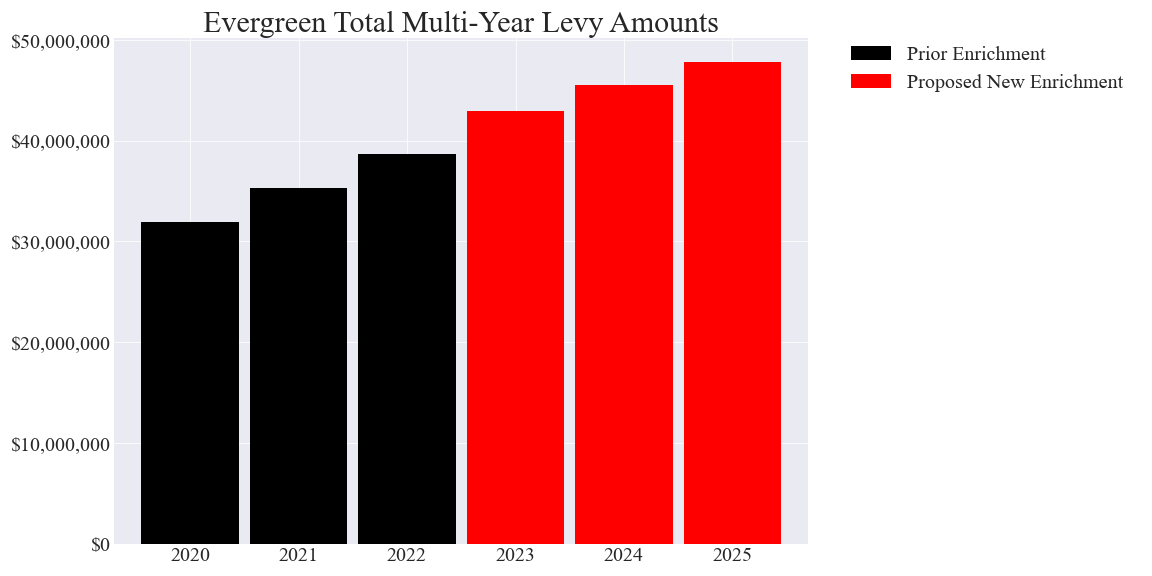 Evergreen Total Multi-Year Levy Amounts
$50,000,000
$40,000,000
$30,000,000
$20,000,000
$10,000,000
$0
2020 2021 2022 2023 2024 2025
Prior Enrichment
Proposed New Enrichment